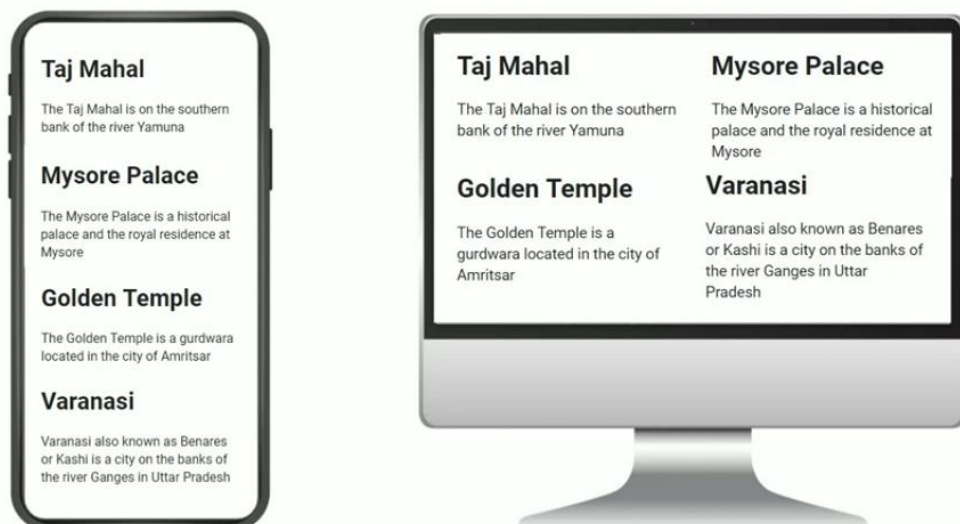 Taj Mahal
The Taj Mahal is on the southern
bank of the river Yamuna
Mysore Palace
The Mysore Palace is a historical
palace and the royal residence at
Mysore
Golden Temple
The Golden Temple is a gurdwara
located in the city of Amritsar
Varanasi
Varanasi also known as Benares
or Kashi is a city on the banks of
the river Ganges in Uttar Pradesh
Taj Mahal
The Taj Mahal is on the southern
bank of the river Yamuna
Mysore Palace
The Mysore Palace is a historical
palace and the royal residence at
Mysore
Golden Temple
The Golden Temple is a
gurdwara located in the city of
Amritsar
Varanasi
Varanasi also known as Benares
or Kashi is a city on the banks of
the river Ganges in Uttar
Pradesh